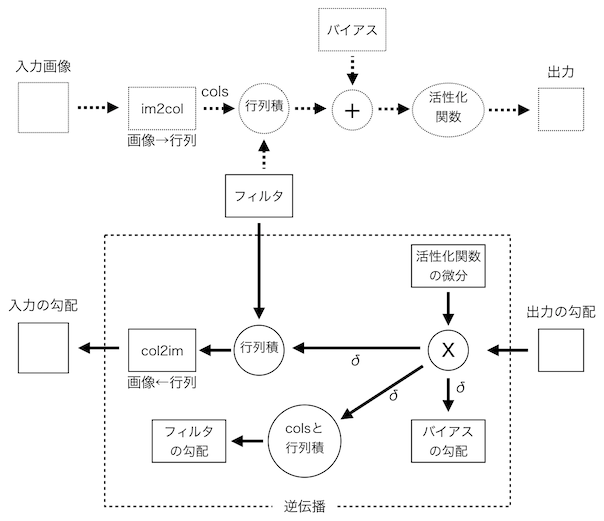 バイアス
入力画像
出力
cols
im2col
行列積
+
活性化
関数
画像→行列
フィルタ
活性化関数
の微分
入力の勾配
出力の勾配
col2im
行列積
X
δ
画像←行列
δ
δ
フィルタ
の勾配
colsと
行列積
バイアス
の勾配
逆伝播